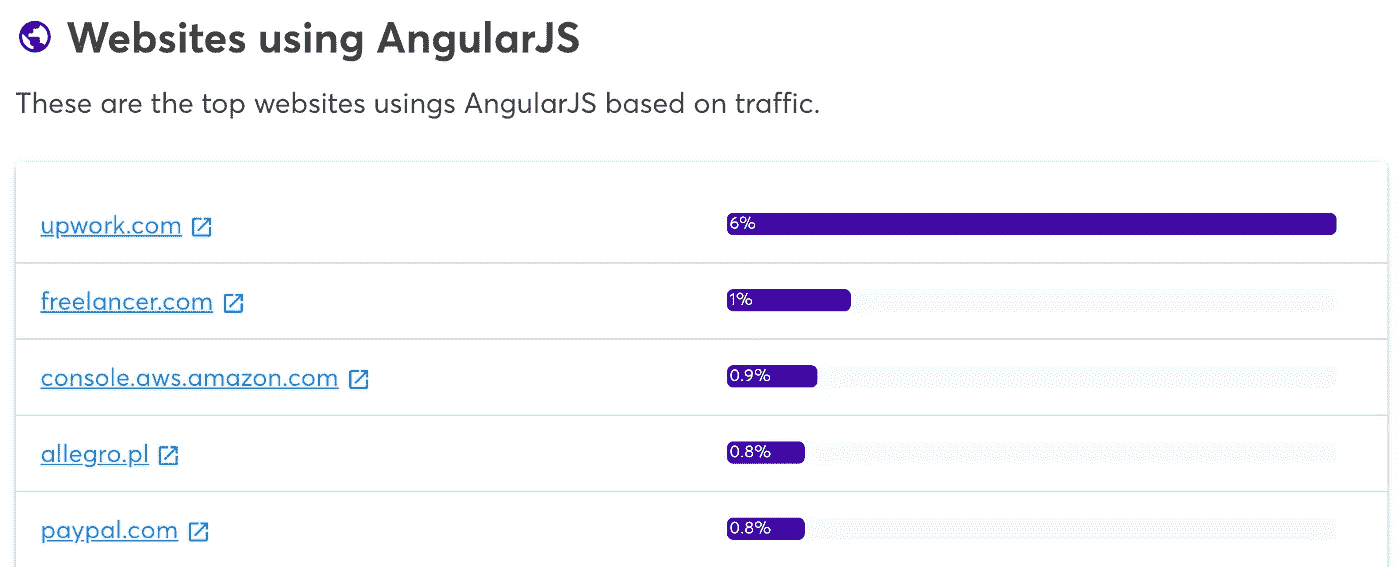 Websites using AngularJS
These are the top websites usings AngularJS based on traffic.
upwork.com 6%
freelancer.com 1%
console.aws.amazon.com 0.9%
allegro.pl 0.8%
paypal.com 0.8%